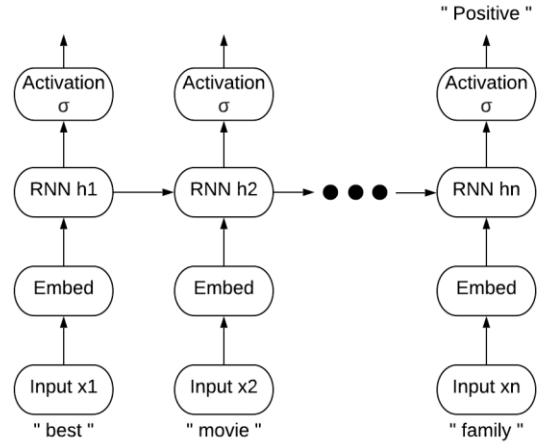 " Positive "
Activation σ
Activation σ
Activation σ
RNN h1
RNN h2
RNN hn
Embed
Embed
Embed
Input x1
Input x2
Input xn
" best "
" movie "
" family "